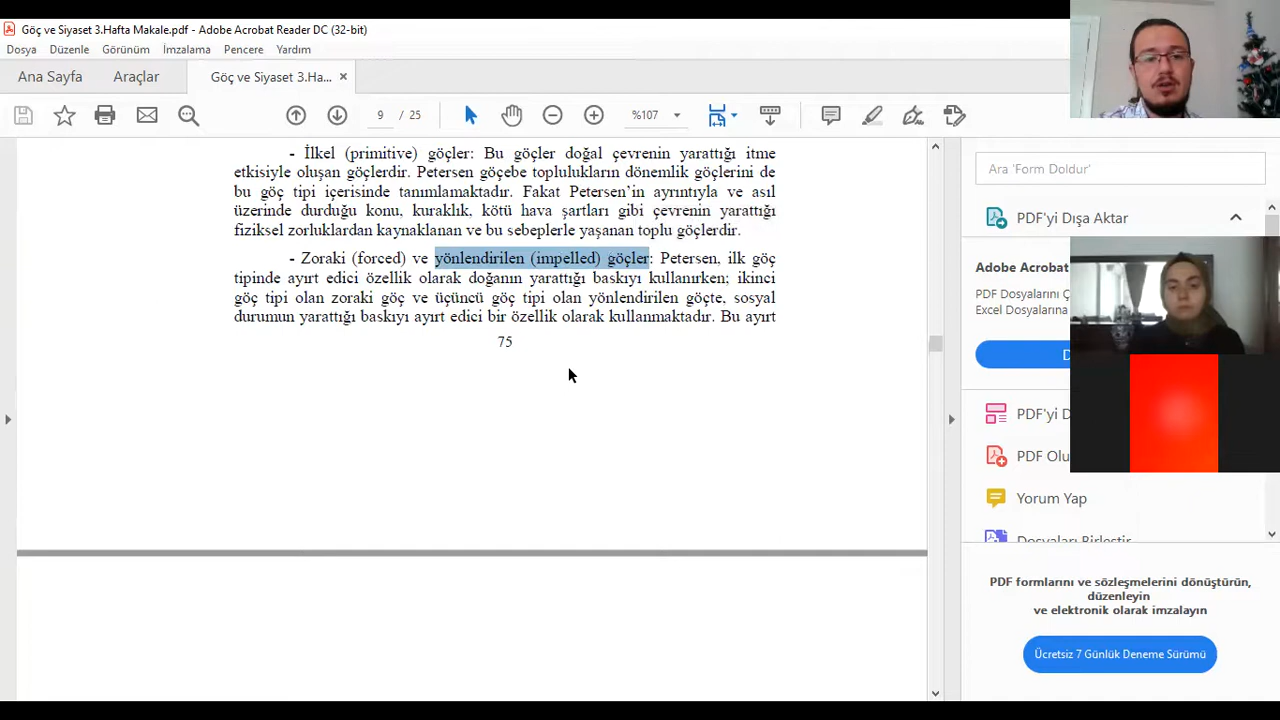 Göç ve Siyaset 3.Hafta Makale.pdf - Adobe Acrobat Reader DC (32-bit)
Dosya Düzenle Görünüm İmzalama Pencere Yardım
Ana Sayfa Araçlar Göç ve Siyaset 3.Ha... ×
9 / 25 %107
- İlkel (primitive) göçler: Bu göçler doğal çevrenin yarattığı itme
etkisiyle oluşan göçlerdir. Petersen göçebe toplulukların dönemlik göçlerini de
bu göç tipi içerisinde tanımlamaktadır. Fakat Petersen’in ayrıntıyla ve asıl
üzerinde durduğu konu, kuraklık, kötü hava şartları gibi çevrenin yarattığı
fiziksel zorluklardan kaynaklanan ve bu sebeplerle yaşanan toplu göçlerdir.
- Zoraki (forced) ve yönlendirilen (impelled) göçler: Petersen, ilk göç
tipinde ayırt edici özellik olarak doğanın yarattığı baskıyı kullanırken; ikinci
göç tipi olan zoraki göç ve üçüncü göç tipi olan yönlendirilen göçte, sosyal
durumun yarattığı baskıyı ayırt edici bir özellik olarak kullanmaktadır. Bu ayırt
75
Ara 'Form Doldur'
PDF'yi Dışa Aktar
Adobe Acrobat
PDF Dosyalarını
Excel Dosyalarına
PDF'yi
PDF
Yorum Yap
Dosyaları Birleştir
PDF formlarını ve sözleşmelerini dönüştürün,
düzenleyin
ve elektronik olarak imzalayın
Ücretsiz 7 Günlük Deneme Sürümü